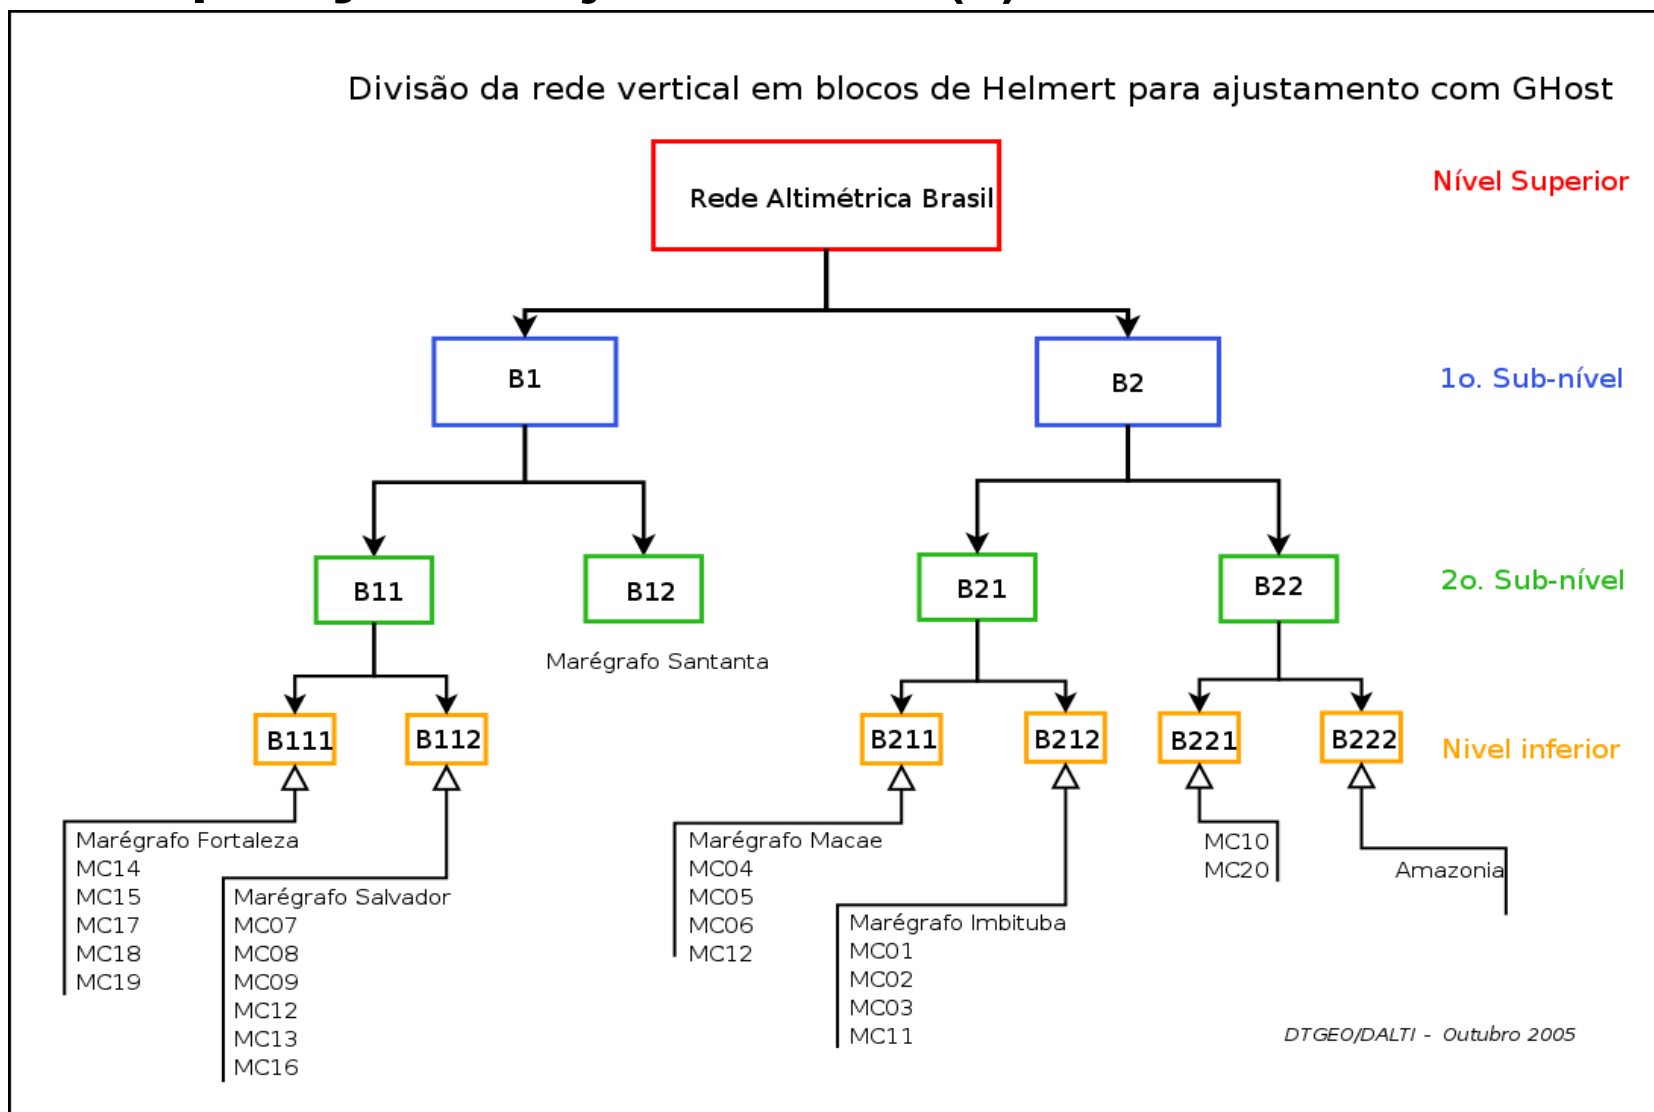 Divisão da rede vertical em blocos de Helmert para ajustamento com GHost
Rede Altimétrica Brasil
Nível Superior
B1
B2
1o. Sub-nível
B11
B12
B21
B22
2o. Sub-nível
Marégrafo Santanta
B111
B112
B211
B212
B221
B222
Nivel inferior
Marégrafo Fortaleza
MC14
MC15
MC17
MC18
MC19
Marégrafo Salvador
MC07
MC08
MC09
MC12
MC13
MC16
Marégrafo Macae
MC04
MC05
MC06
MC12
Marégrafo Imbituba
MC01
MC02
MC03
MC11
MC10
MC20
Amazonia
DTGEO/DALTI - Outubro 2005